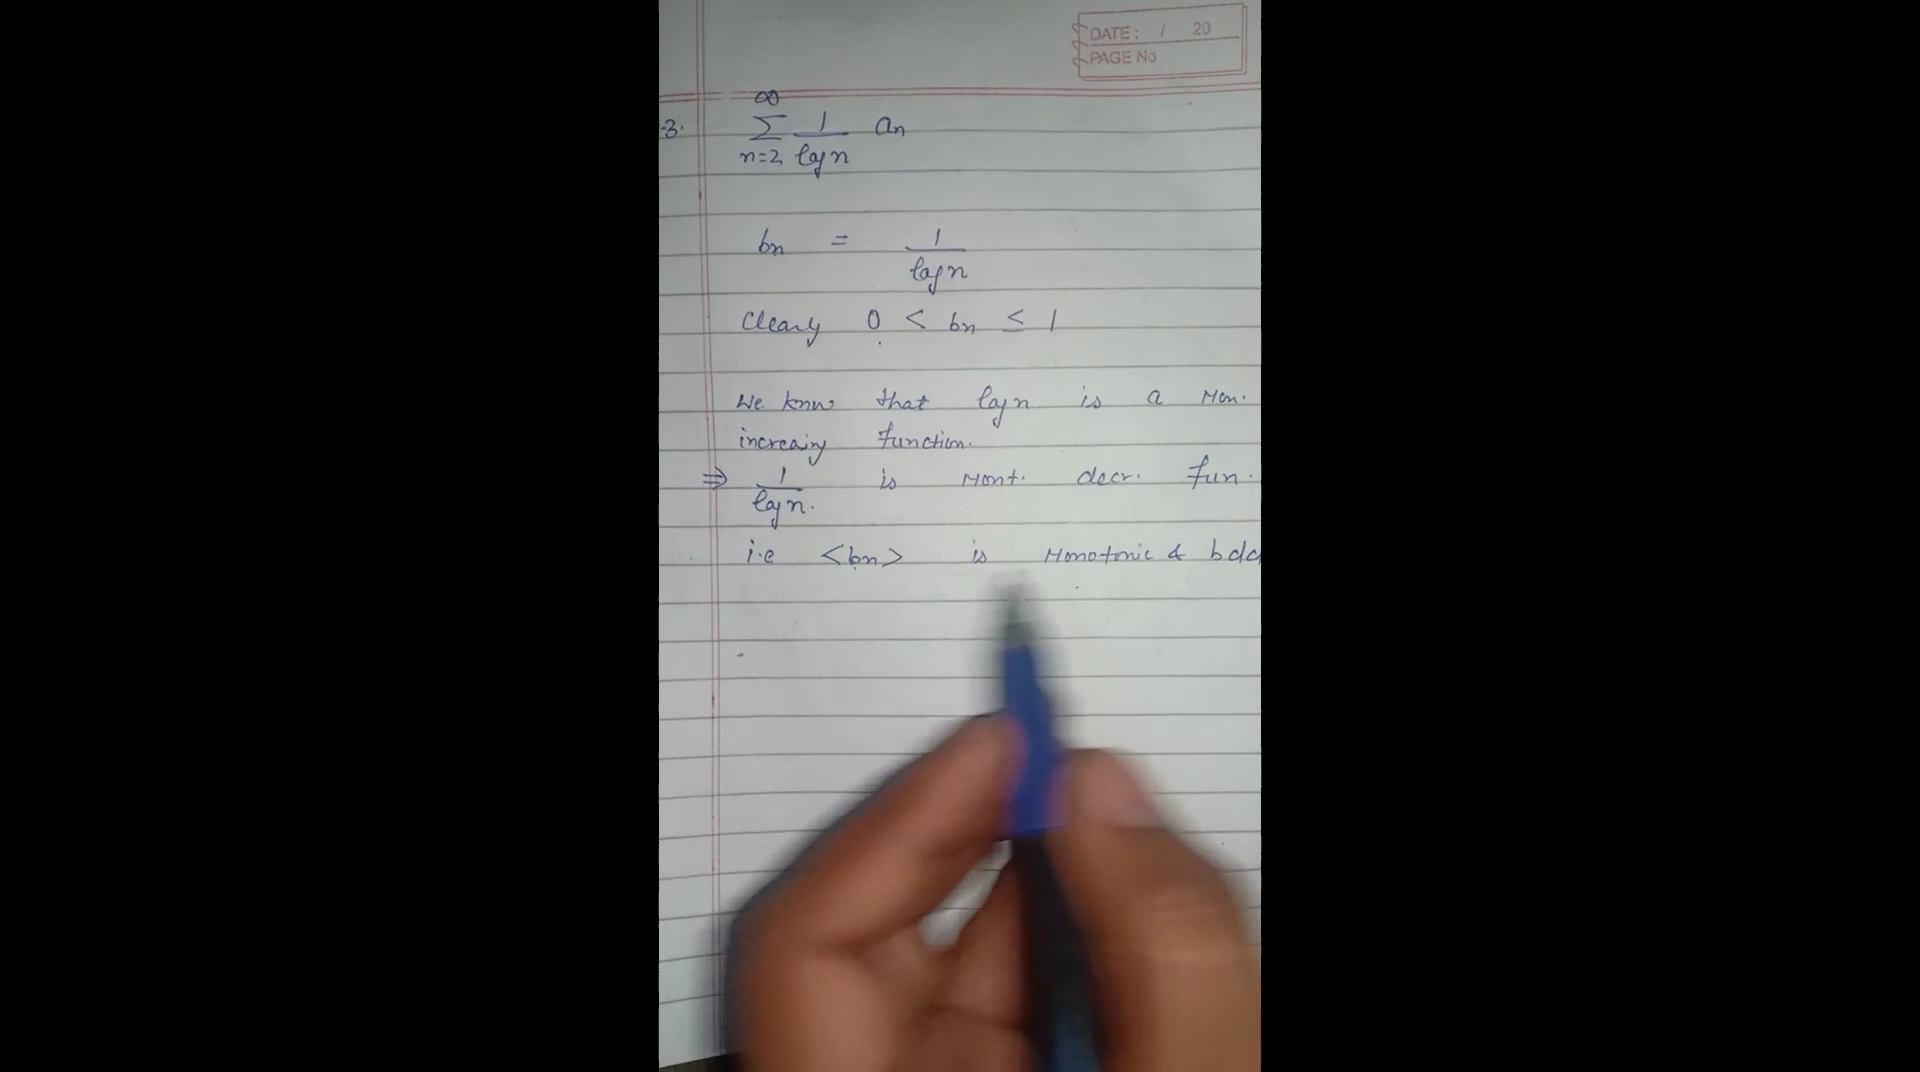 DATE: / 20
PAGE No
3. ∞
∑ 1/log n an
n=2
bn = 1/log n
Clearly 0 < bn ≤ 1
We know that log n is a Mon.
increasing function.
⇒ 1/log n. is Mont. decr. fun.
i.e <bn> is Monotonic & bdd